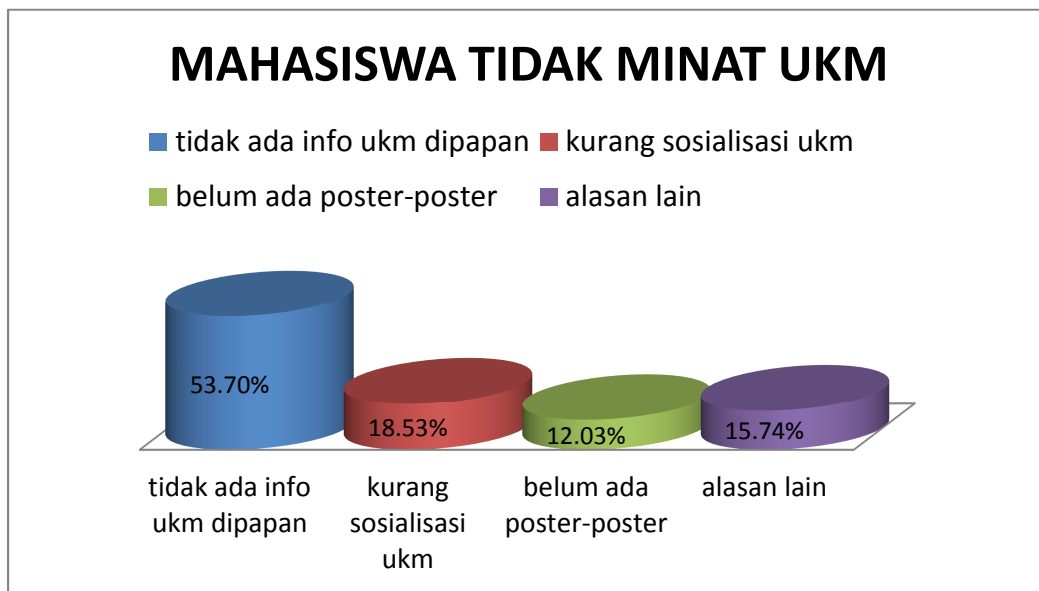 MAHASISWA TIDAK MINAT UKM
tidak ada info ukm dipapan kurang sosialisasi ukm
belum ada poster-poster alasan lain
53.70%
18.53%
12.03%
15.74%
tidak ada info
ukm dipapan
kurang
sosialisasi
ukm
belum ada
poster-poster
alasan lain